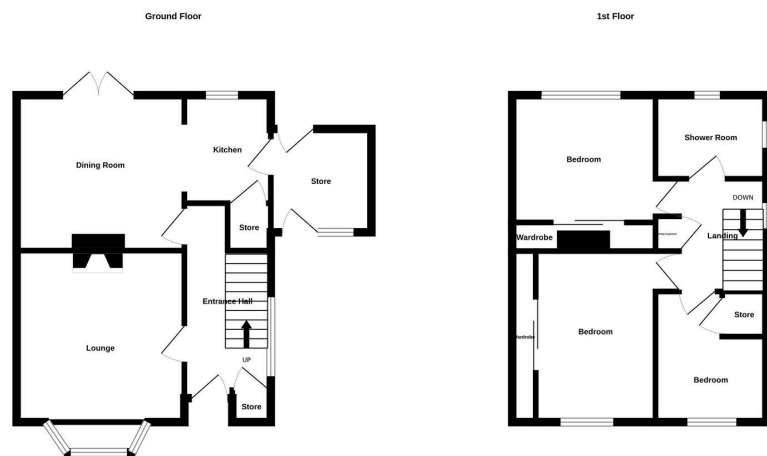 Ground Floor
1st Floor
Dining Room
Kitchen
Store
Store
Lounge
Entrance Hall
UP
Store
Bedroom
Shower Room
DOWN
Landing
Wardrobe
Bedroom
Wardrobe
Store
Bedroom